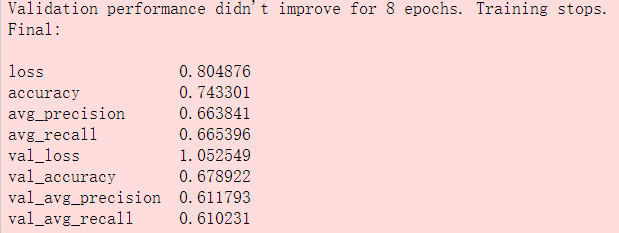 Validation performance didn't improve for 8 epochs. Training stops.
Final:
loss 0.804876
accuracy 0.743301
avg_precision 0.663841
avg_recall 0.665396
val_loss 1.052549
val_accuracy 0.678922
val_avg_precision 0.611793
val_avg_recall 0.610231